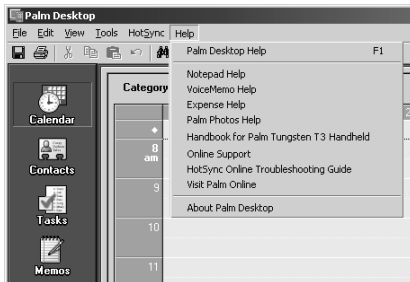 Palm Desktop
File Edit View Tools HotSync Help
Palm Desktop Help F1
Notepad Help
VoiceMemo Help
Expense Help
Palm Photos Help
Handbook for Palm Tungsten T3 Handheld
Online Support
HotSync Online Troubleshooting Guide
Visit Palm Online
About Palm Desktop
Category
Calendar
Contacts
Tasks
Memos
8
am
9
10
11